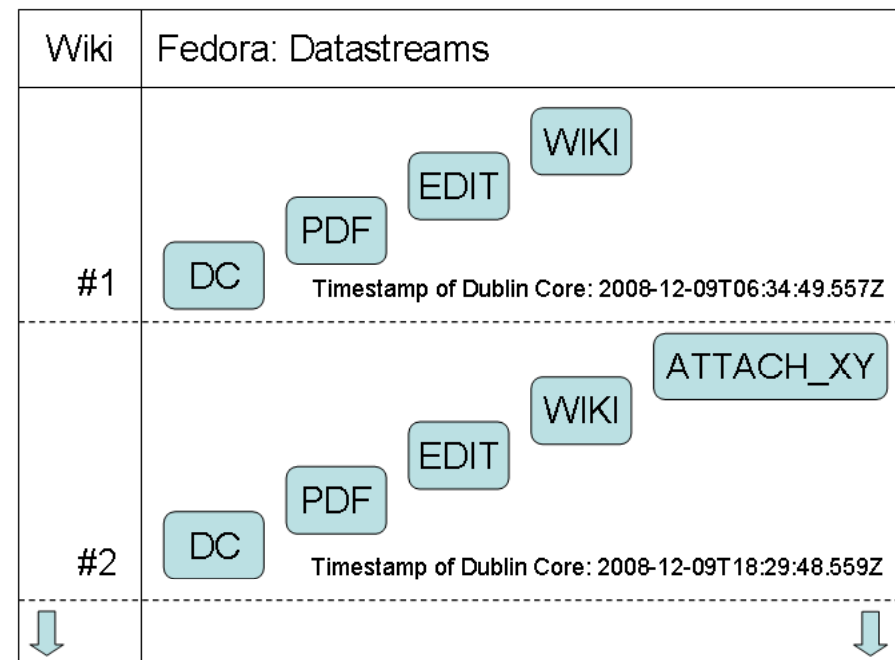 Wiki
Fedora: Datastreams
WIKI
EDIT
PDF
DC
#1
Timestamp of Dublin Core: 2008-12-09T06:34:49.557Z
ATTACH_XY
WIKI
EDIT
PDF
DC
#2
Timestamp of Dublin Core: 2008-12-09T18:29:48.559Z